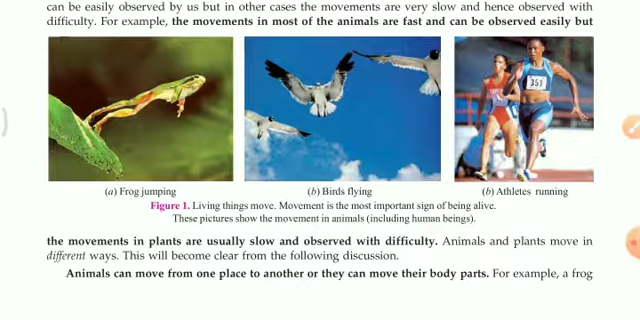 can be easily observed by us but in other cases the movements are very slow and hence observed with
difficulty. For example, the movements in most of the animals are fast and can be observed easily but
351
(a) Frog jumping
(b) Birds flying
(b) Athletes running
Figure 1. Living things move. Movement is the most important sign of being alive.
These pictures show the movement in animals (including human beings).
the movements in plants are usually slow and observed with difficulty. Animals and plants move in
different ways. This will become clear from the following discussion.
Animals can move from one place to another or they can move their body parts. For example, a frog